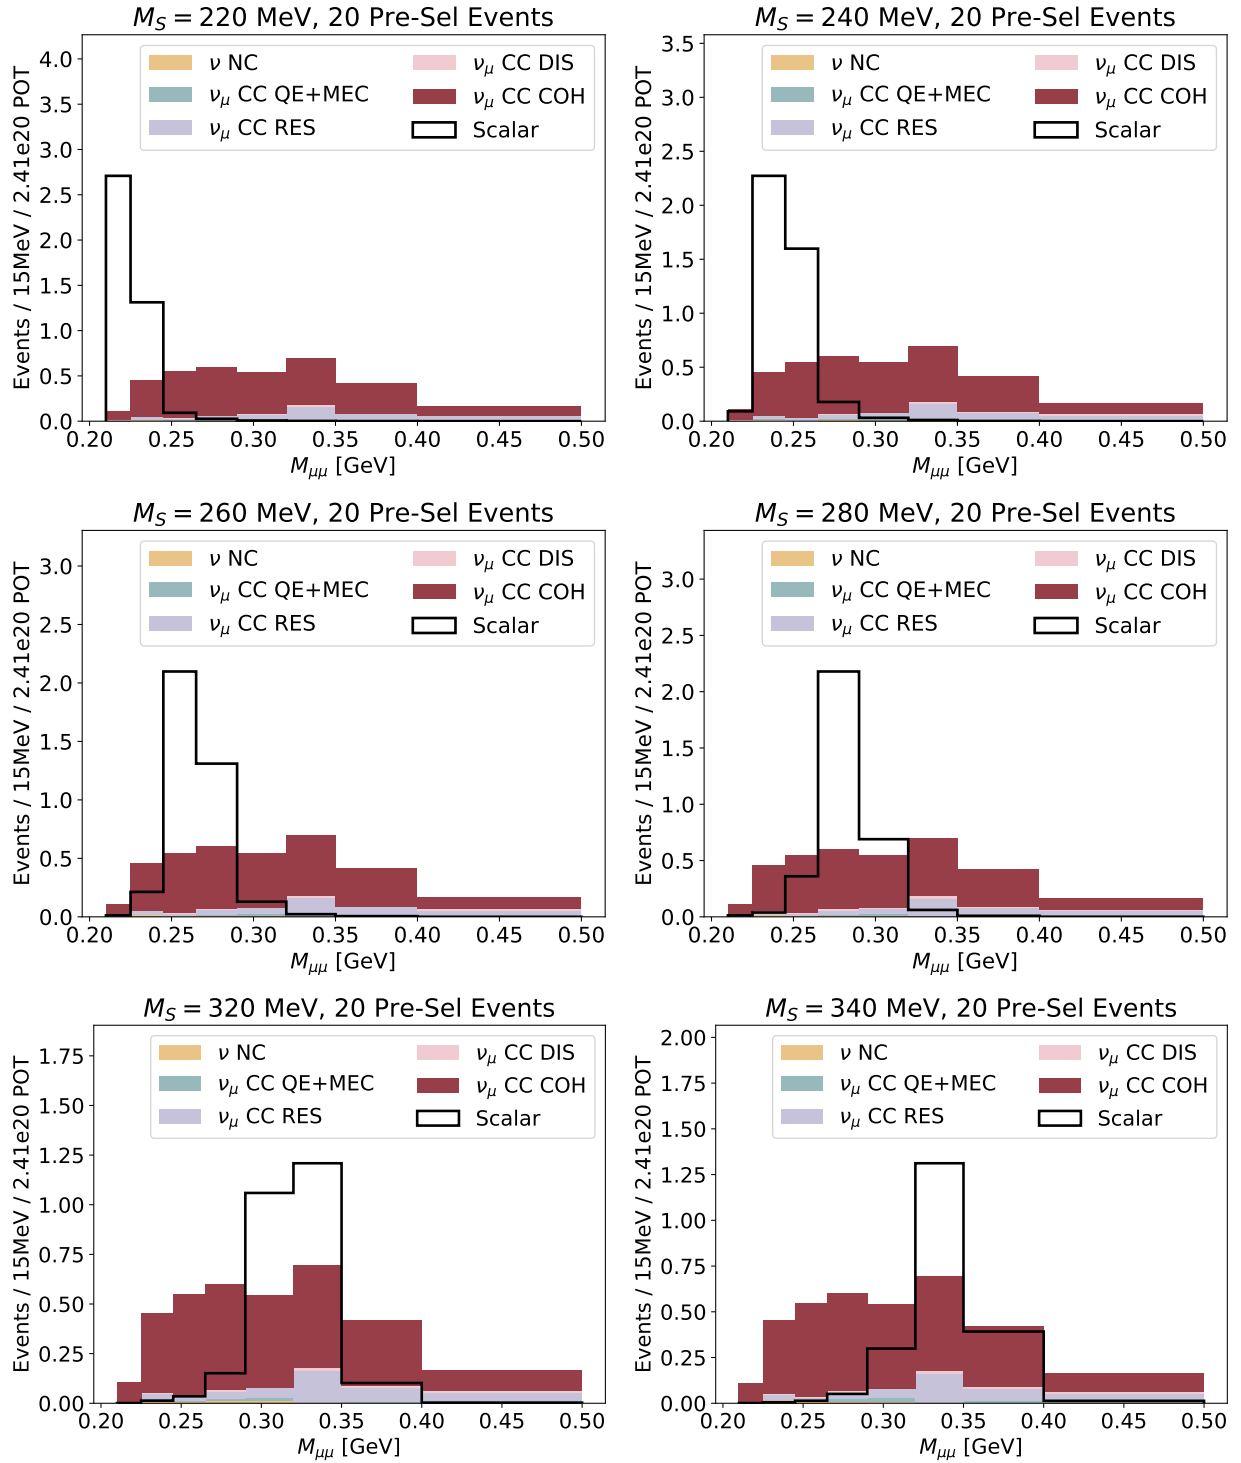 M_S = 220 MeV, 20 Pre-Sel Events
Events / 15MeV / 2.41e20 POT
4.0
3.5
3.0
2.5
2.0
1.5
1.0
0.5
0.0
ν NC
ν_μ CC QE+MEC
ν_μ CC RES
ν_μ CC DIS
ν_μ CC COH
Scalar
0.20 0.25 0.30 0.35 0.40 0.45 0.50
M_μμ [GeV]
M_S = 240 MeV, 20 Pre-Sel Events
Events / 15MeV / 2.41e20 POT
3.5
3.0
2.5
2.0
1.5
1.0
0.5
0.0
ν NC
ν_μ CC QE+MEC
ν_μ CC RES
ν_μ CC DIS
ν_μ CC COH
Scalar
0.20 0.25 0.30 0.35 0.40 0.45 0.50
M_μμ [GeV]
M_S = 260 MeV, 20 Pre-Sel Events
Events / 15MeV / 2.41e20 POT
3.0
2.5
2.0
1.5
1.0
0.5
0.0
ν NC
ν_μ CC QE+MEC
ν_μ CC RES
ν_μ CC DIS
ν_μ CC COH
Scalar
0.20 0.25 0.30 0.35 0.40 0.45 0.50
M_μμ [GeV]
M_S = 280 MeV, 20 Pre-Sel Events
Events / 15MeV / 2.41e20 POT
3.0
2.5
2.0
1.5
1.0
0.5
0.0
ν NC
ν_μ CC QE+MEC
ν_μ CC RES
ν_μ CC DIS
ν_μ CC COH
Scalar
0.20 0.25 0.30 0.35 0.40 0.45 0.50
M_μμ [GeV]
M_S = 320 MeV, 20 Pre-Sel Events
Events / 15MeV / 2.41e20 POT
1.75
1.50
1.25
1.00
0.75
0.50
0.25
0.00
ν NC
ν_μ CC QE+MEC
ν_μ CC RES
ν_μ CC DIS
ν_μ CC COH
Scalar
0.20 0.25 0.30 0.35 0.40 0.45 0.50
M_μμ [GeV]
M_S = 340 MeV, 20 Pre-Sel Events
Events / 15MeV / 2.41e20 POT
2.00
1.75
1.50
1.25
1.00
0.75
0.50
0.25
0.00
ν NC
ν_μ CC QE+MEC
ν_μ CC RES
ν_μ CC DIS
ν_μ CC COH
Scalar
0.20 0.25 0.30 0.35 0.40 0.45 0.50
M_μμ [GeV]